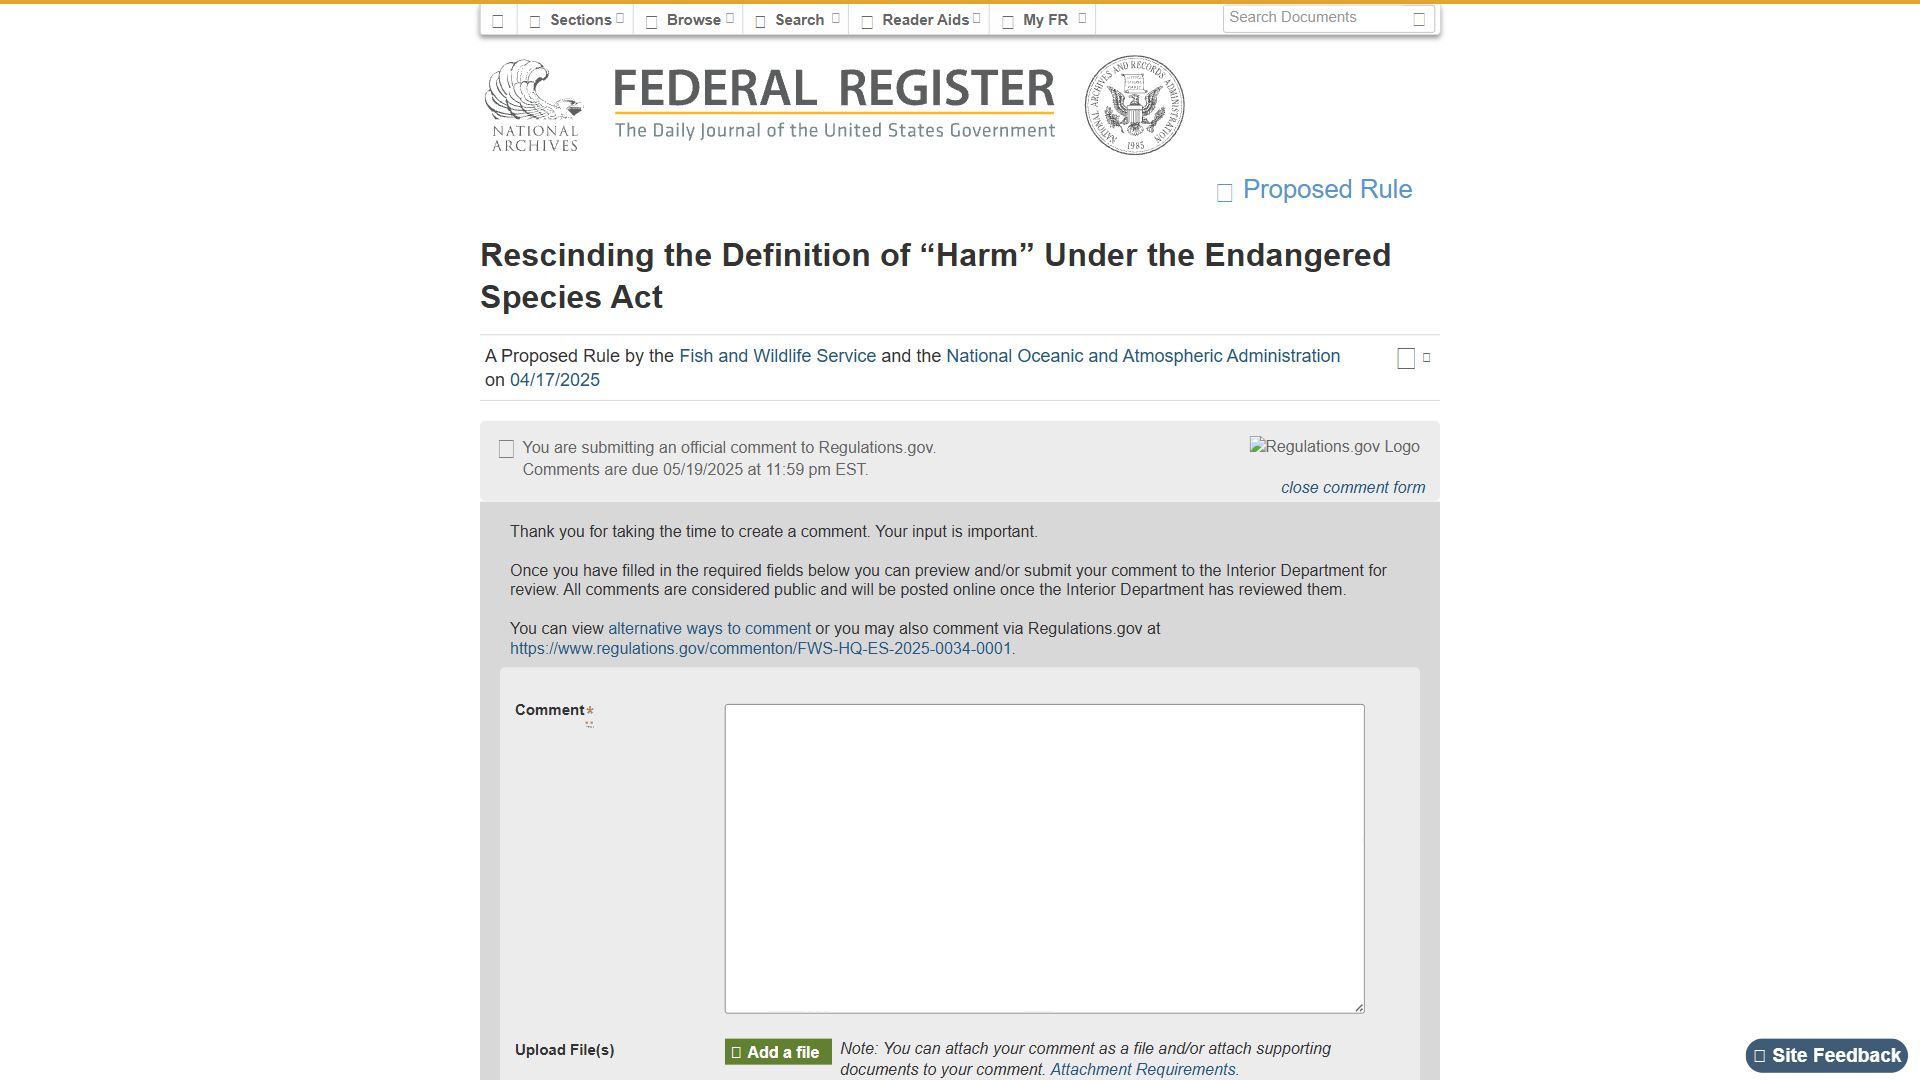 Sections
Browse
Search
Reader Aids
My FR
Search Documents
NATIONAL
ARCHIVES
FEDERAL REGISTER
The Daily Journal of the United States Government
NATIONAL ARCHIVES AND RECORDS ADMINISTRATION
1985
Proposed Rule
Rescinding the Definition of “Harm” Under the Endangered
Species Act
A Proposed Rule by the Fish and Wildlife Service and the National Oceanic and Atmospheric Administration
on 04/17/2025
You are submitting an official comment to Regulations.gov.
Comments are due 05/19/2025 at 11:59 pm EST.
Regulations.gov Logo
close comment form
Thank you for taking the time to create a comment. Your input is important.
Once you have filled in the required fields below you can preview and/or submit your comment to the Interior Department for
review. All comments are considered public and will be posted online once the Interior Department has reviewed them.
You can view alternative ways to comment or you may also comment via Regulations.gov at
https://www.regulations.gov/commenton/FWS-HQ-ES-2025-0034-0001.
Comment*
Upload File(s)
Add a file
Note: You can attach your comment as a file and/or attach supporting
documents to your comment. Attachment Requirements.
Site Feedback